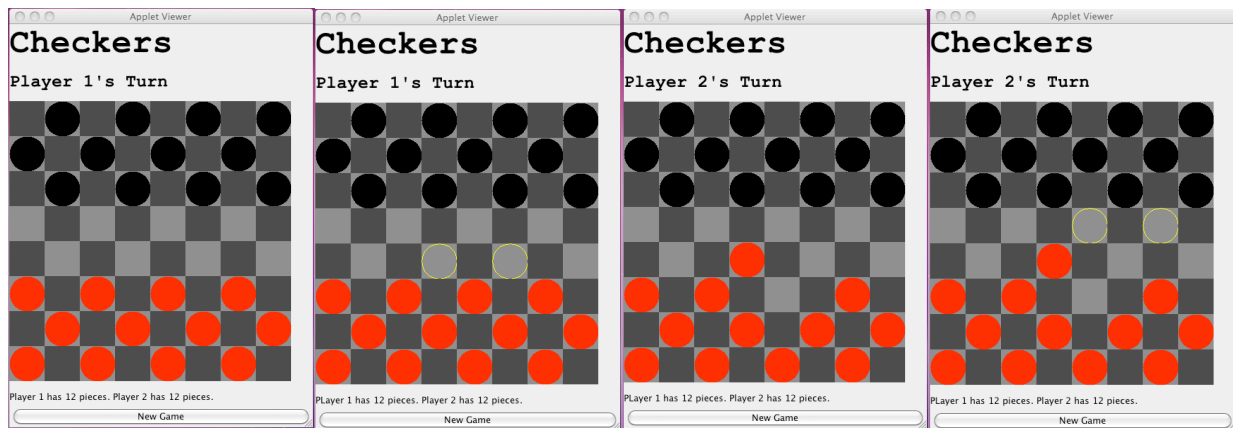 Applet Viewer
Checkers
Player 1's Turn
PLayer 1 has 12 pieces. Player 2 has 12 pieces.
New Game
Applet Viewer
Checkers
Player 1's Turn
PLayer 1 has 12 pieces. Player 2 has 12 pieces.
New Game
Applet Viewer
Checkers
Player 2's Turn
PLayer 1 has 12 pieces. Player 2 has 12 pieces.
New Game
Applet Viewer
Checkers
Player 2's Turn
PLayer 1 has 12 pieces. Player 2 has 12 pieces.
New Game